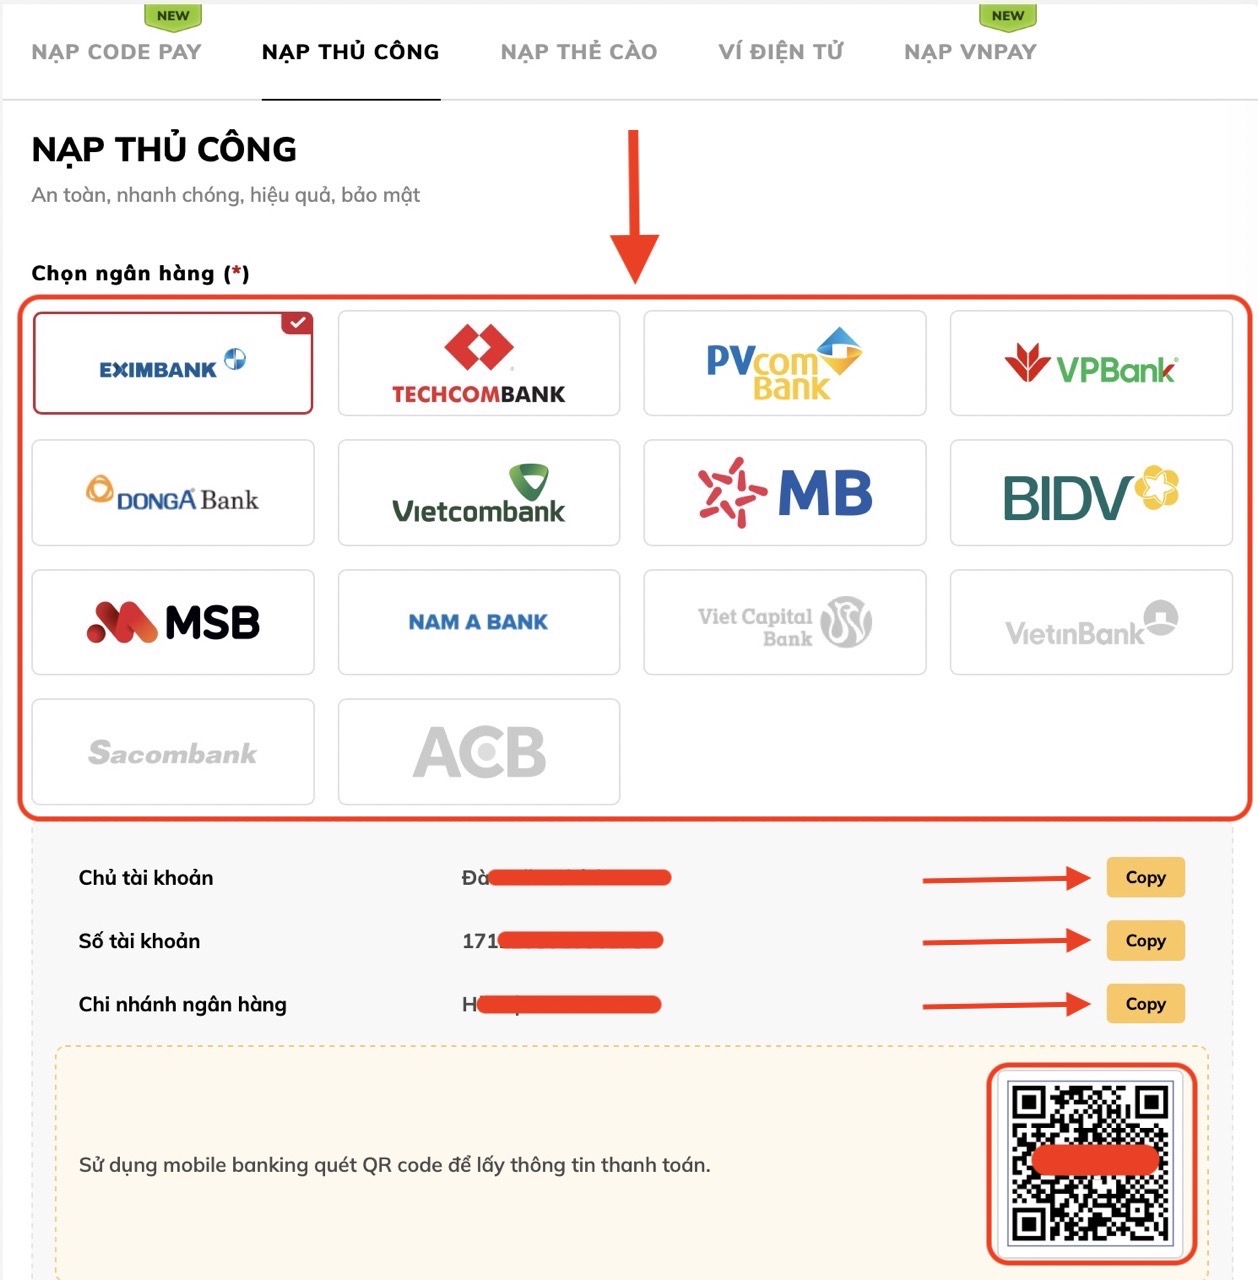 NEW
NEW
NẠP CODE PAY
NẠP THỦ CÔNG
NẠP THẺ CÀO
VÍ ĐIỆN TỬ
NẠP VNPAY
NẠP THỦ CÔNG
An toàn, nhanh chóng, hiệu quả, bảo mật
Chọn ngân hàng (*)
EXIMBANK
TECHCOMBANK
PVcom
Bank
VPBank
DONGA Bank
Vietcombank
MB
BIDV
MSB
NAM A BANK
Viet Capital
Bank
VietinBank
Sacombank
ACB
Chủ tài khoản
Đà
Copy
Số tài khoản
171
Copy
Chi nhánh ngân hàng
H
Copy
Sử dụng mobile banking quét QR code để lấy thông tin thanh toán.